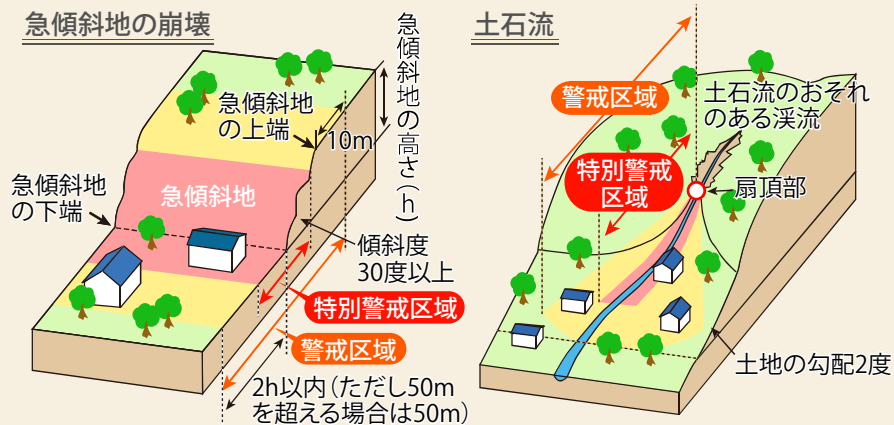 急傾斜地の崩壊
急傾斜地の高さ(h)
急傾斜地
の上端
10m
急傾斜地
急傾斜地
の下端
傾斜度
30度以上
特別警戒区域
警戒区域
2h以内(ただし50m
を超える場合は50m)
土石流
警戒区域
土石流のおそれ
のある渓流
特別警戒
区域
扇頂部
土地の勾配2度